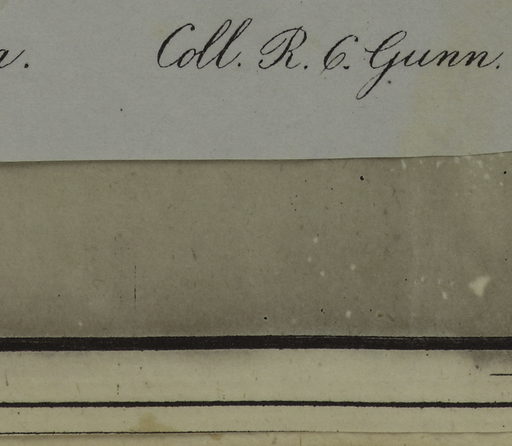 a. Coll. R. C. Gunn.